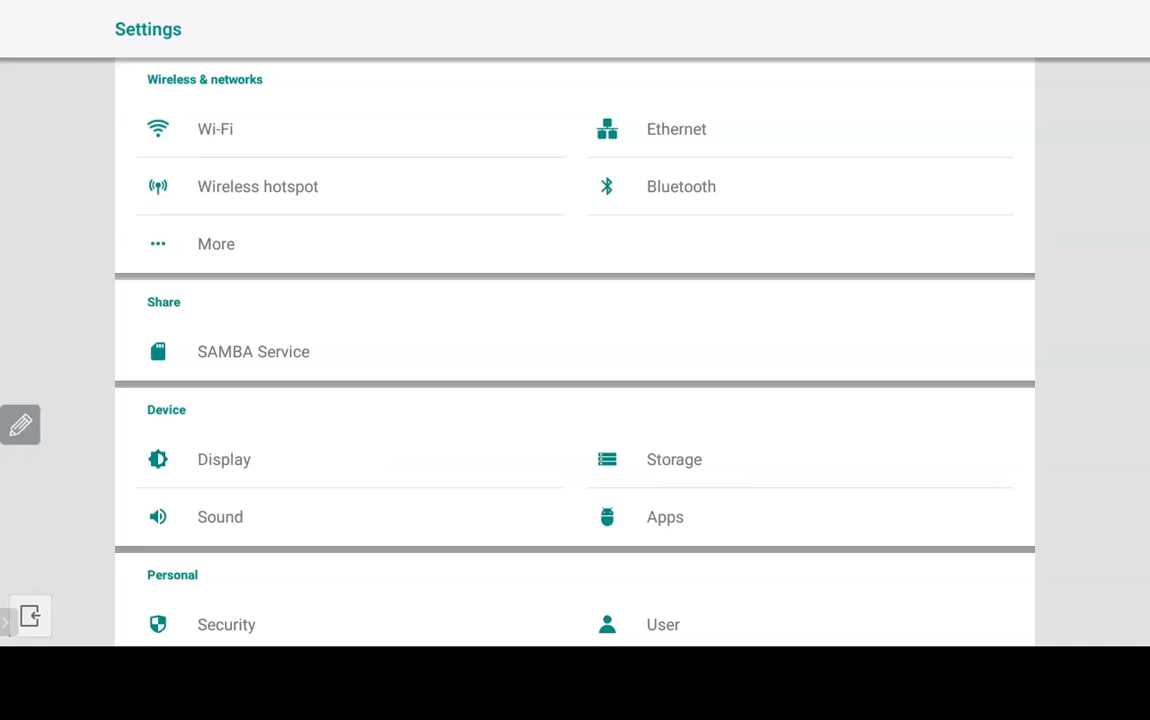 Settings
Wireless & networks
Wi-Fi
Ethernet
Wireless hotspot
Bluetooth
More
Share
SAMBA Service
Device
Display
Storage
Sound
Apps
Personal
Security
User